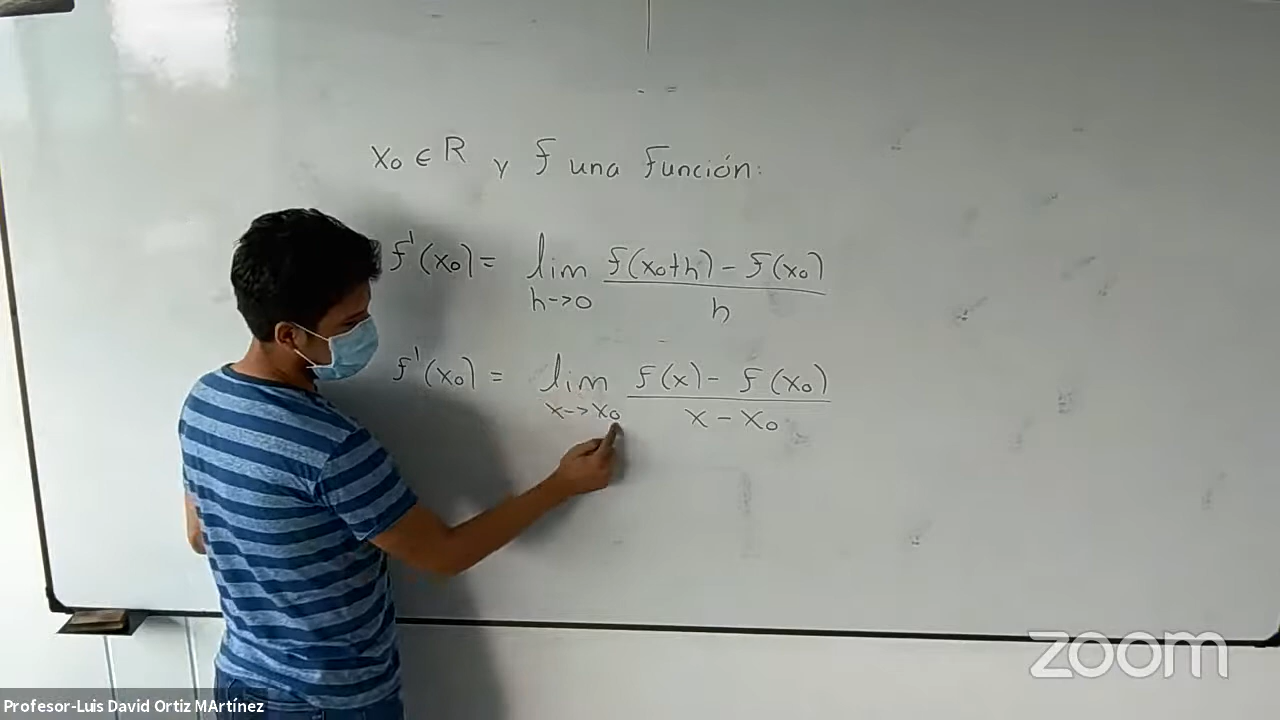 x₀ ∈ R y f una función:
f'(x₀) = lim h→0 f(x₀+h) - f(x₀) / h
f'(x₀) = lim x→x₀ f(x) - f(x₀) / x - x₀
zoom
Profesor-Luis David Ortiz MArtínez